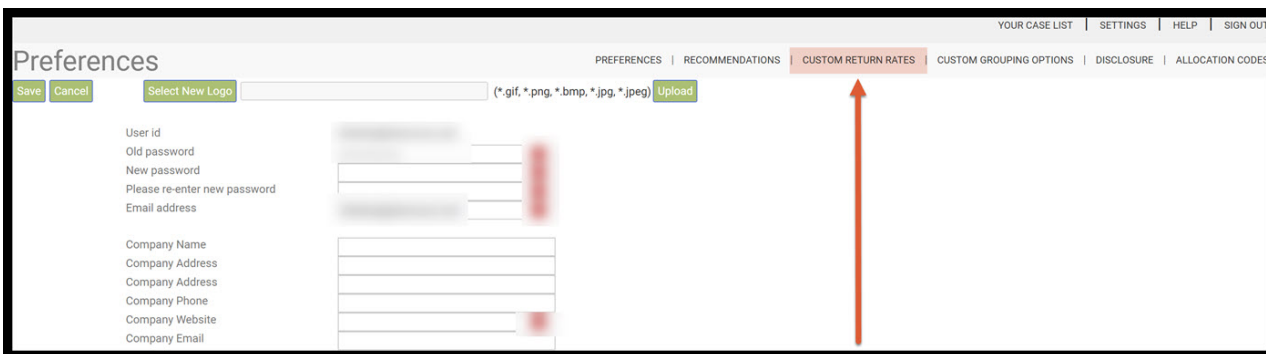 YOUR CASE LIST | SETTINGS | HELP | SIGN OUT
Preferences
PREFERENCES | RECOMMENDATIONS | CUSTOM RETURN RATES | CUSTOM GROUPING OPTIONS | DISCLOSURE | ALLOCATION CODES
Save Cancel Select New Logo (*.gif, *.png, *.bmp, *.jpg, *.jpeg) Upload
User id
Old password
New password
Please re-enter new password
Email address
Company Name
Company Address
Company Address
Company Phone
Company Website
Company Email